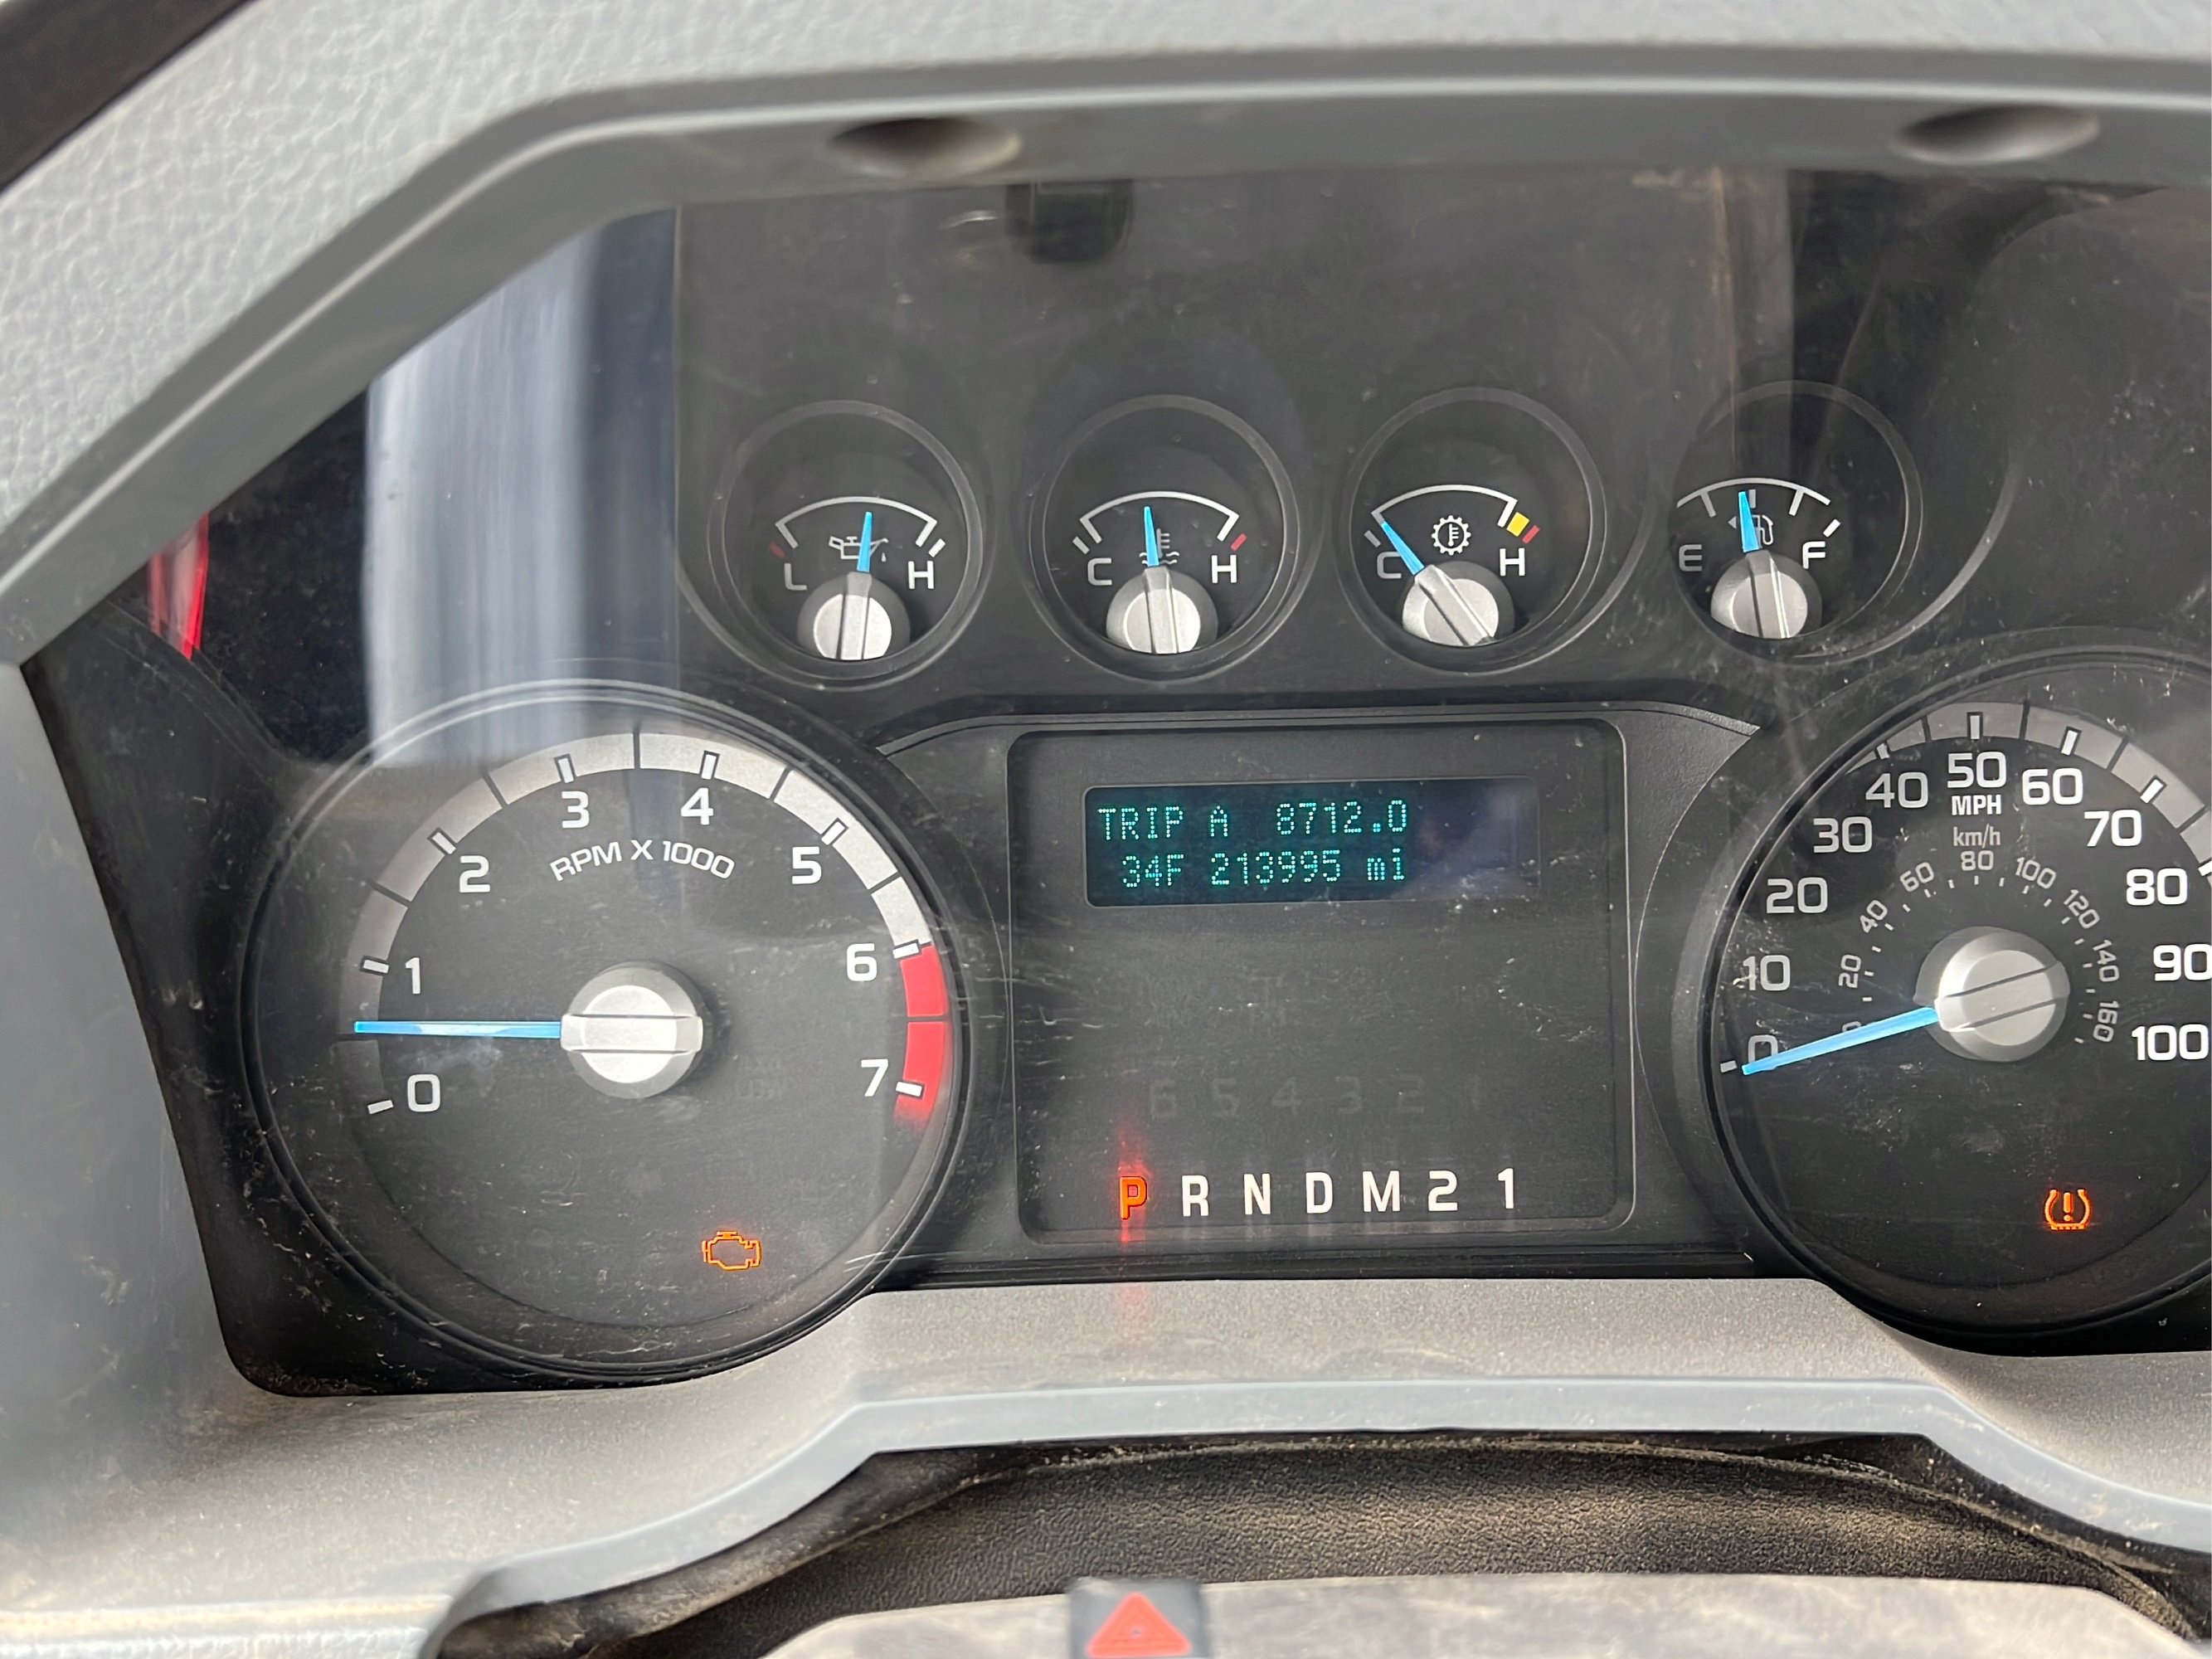 L H
C H
C H
E F
TRIP A 8712.0
34F 213995 mi
0 1 2 3 4 5 6 7
RPM X 1000
0 10 20 30 40 50 60 70 80 90 100
MPH
km/h
20 40 60 80 100 120 140 160
P R N D M 2 1